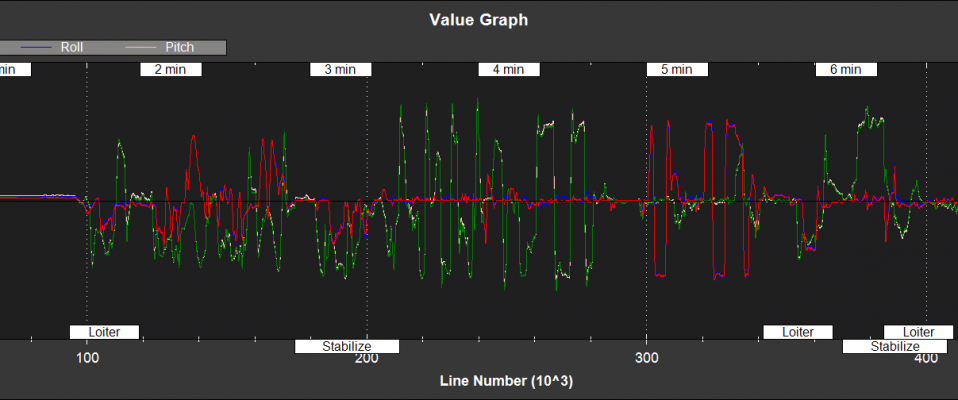 Value Graph
Roll Pitch
min 2 min 3 min 4 min 5 min 6 min
Loiter Loiter Loiter
Stabilize Stabilize
100 200 300 400
Line Number (10^3)